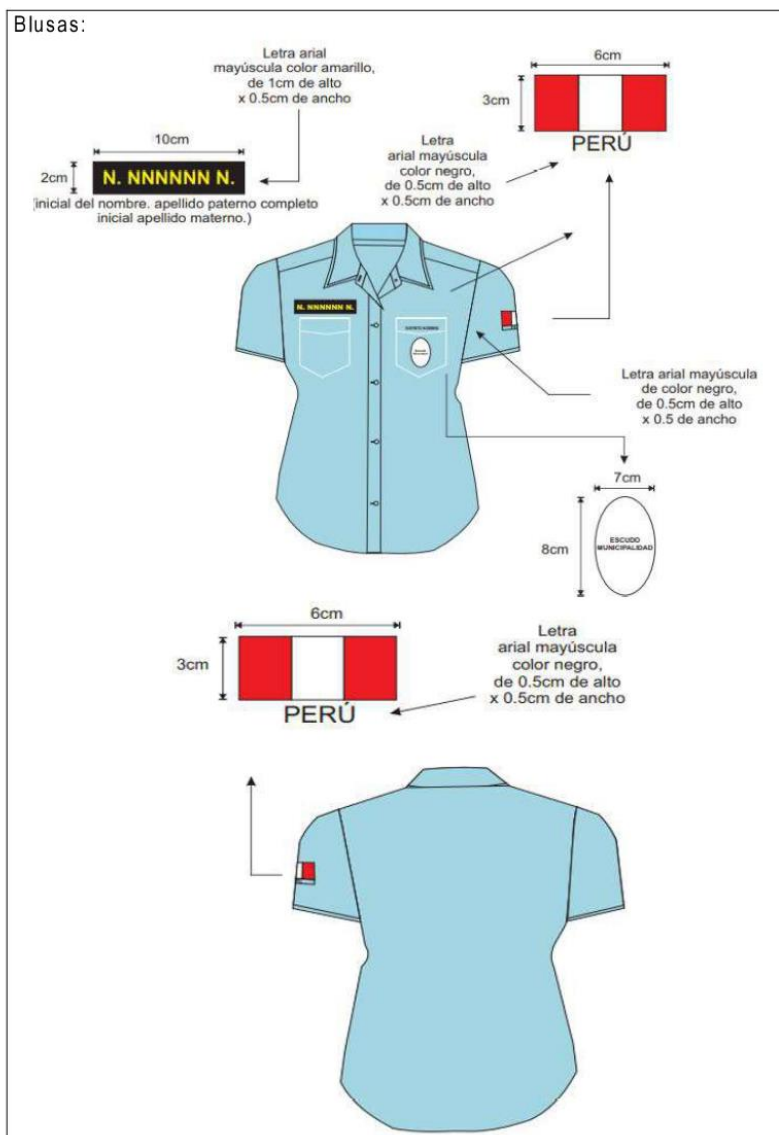 Blusas:
Letra arial
mayúscula color amarillo,
de 1cm de alto
x 0.5cm de ancho
10cm
2cm
N. NNNNNN N.
(inicial del nombre. apellido paterno completo
inicial apellido materno.)
6cm
3cm
PERÚ
Letra
arial mayúscula
color negro,
de 0.5cm de alto
x 0.5cm de ancho
N. NNNNNN N.
Letra arial mayúscula
de color negro,
de 0.5cm de alto
x 0.5 de ancho
7cm
8cm
ESCUDO
MUNICIPALIDAD
6cm
3cm
PERÚ
Letra
arial mayúscula
color negro,
de 0.5cm de alto
x 0.5cm de ancho